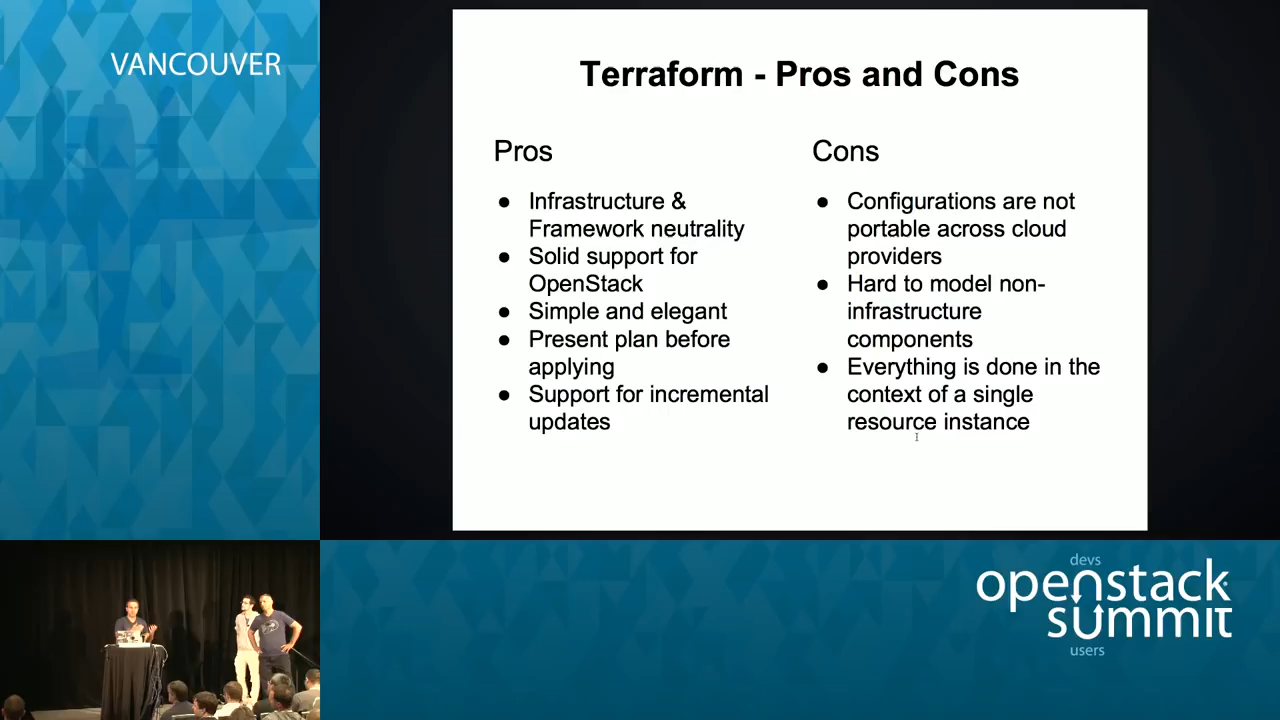 VANCOUVER
Terraform - Pros and Cons
Pros
● Infrastructure &
Framework neutrality
● Solid support for
OpenStack
● Simple and elegant
● Present plan before
applying
● Support for incremental
updates
Cons
● Configurations are not
portable across cloud
providers
● Hard to model non-
infrastructure
components
● Everything is done in the
context of a single
resource instance
devs
openstack
summit
users